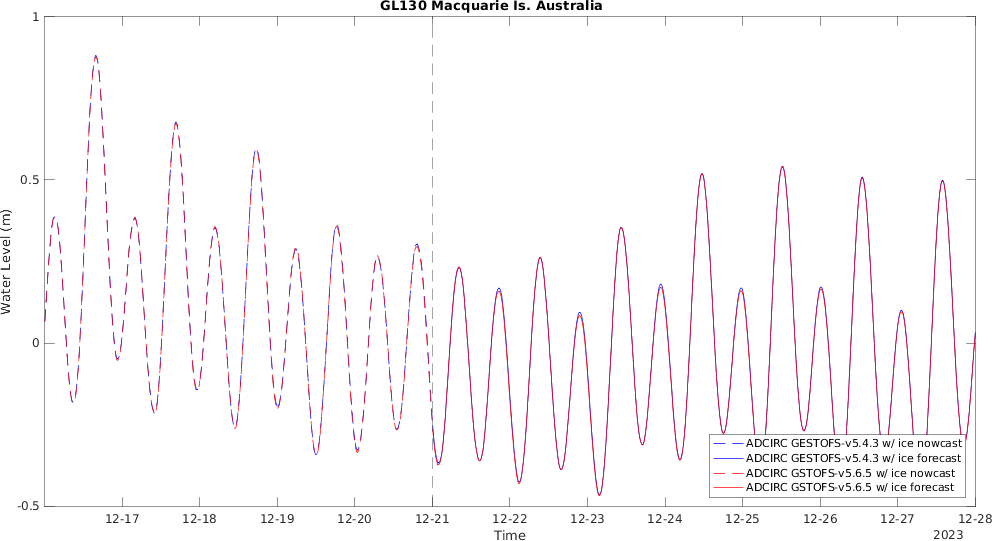 GL130 Macquarie Is. Australia
1
0.5
0
-0.5
Water Level (m)
ADCIRC GESTOFS-v5.4.3 w/ ice nowcast
ADCIRC GESTOFS-v5.4.3 w/ ice forecast
ADCIRC GSTOFS-v5.6.5 w/ ice nowcast
ADCIRC GSTOFS-v5.6.5 w/ ice forecast
12-17 12-18 12-19 12-20 12-21 12-22 12-23 12-24 12-25 12-26 12-27 12-28
Time
2023